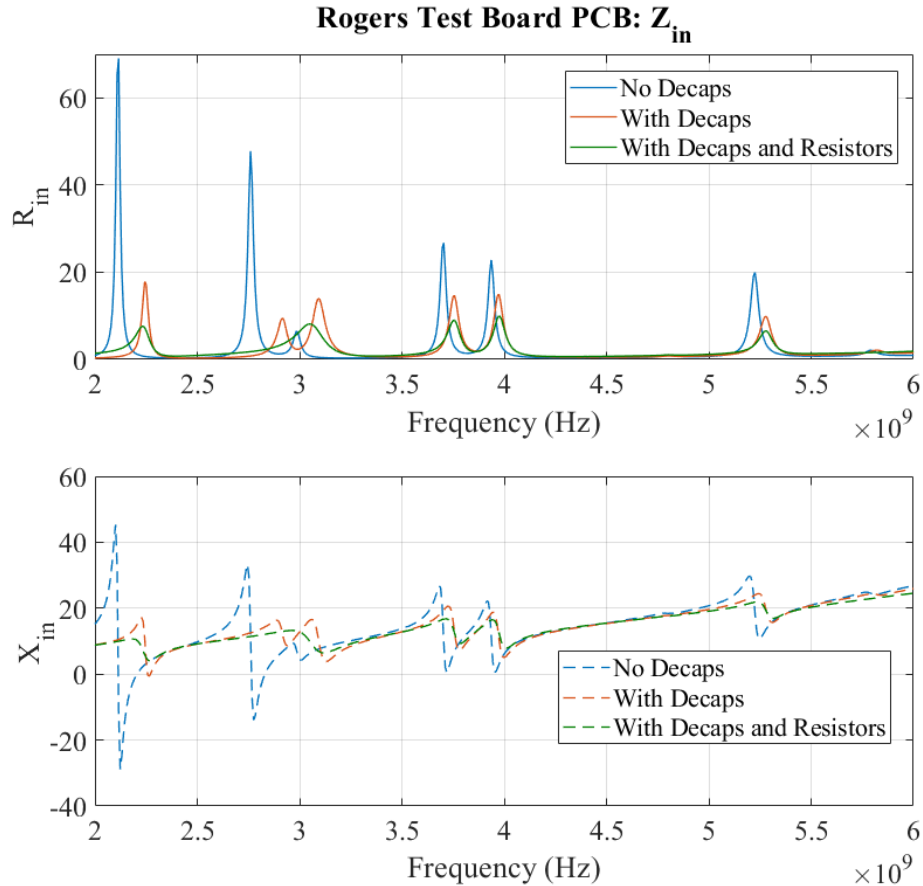 Rogers Test Board PCB: Z_in
60
40
20
0
R_in
No Decaps
With Decaps
With Decaps and Resistors
2
2.5
3
3.5
4
4.5
5
5.5
6
Frequency (Hz)
×10^9
60
40
20
0
-20
-40
X_in
No Decaps
With Decaps
With Decaps and Resistors
2
2.5
3
3.5
4
4.5
5
5.5
6
Frequency (Hz)
×10^9